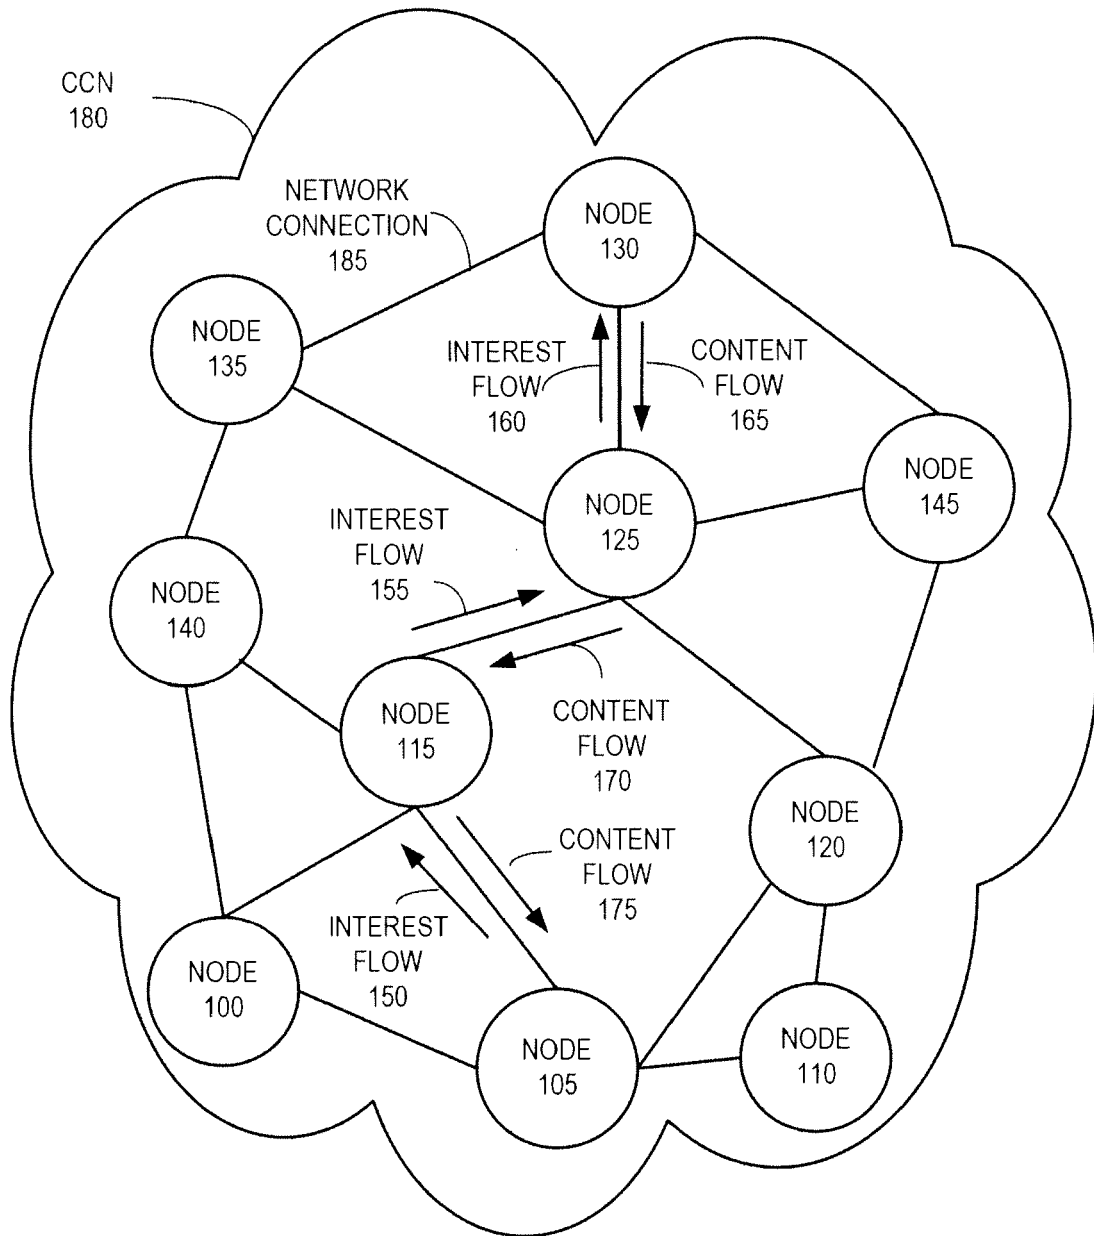 CCN
180
NETWORK
CONNECTION
185
NODE
130
NODE
135
INTEREST
FLOW
160
CONTENT
FLOW
165
NODE
145
NODE
125
INTEREST
FLOW
155
NODE
140
NODE
115
CONTENT
FLOW
170
NODE
120
CONTENT
FLOW
175
INTEREST
FLOW
150
NODE
100
NODE
105
NODE
110